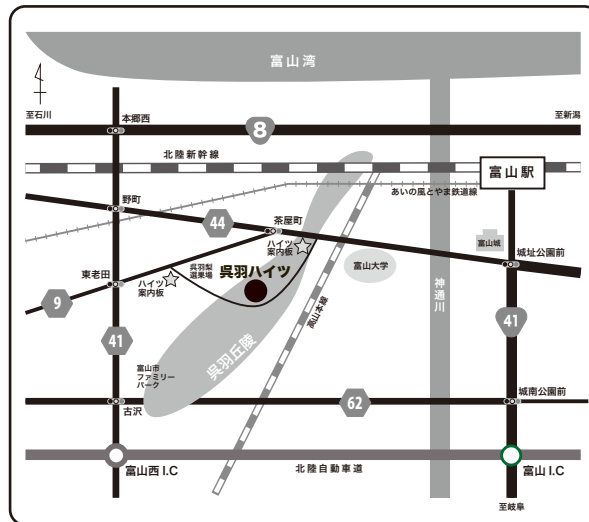 富山湾
至石川
至新潟
本郷西
8
北陸新幹線
富山駅
あいの風とやま鉄道線
野町
44
茶屋町
ハイツ
案内板
富山城
城址公園前
東老田
呉羽梨
選果場
呉羽ハイツ
富山大学
ハイツ
案内板
9
高山本線
神通川
41
41
呉羽丘陵
富山市
ファミリー
パーク
62
古沢
城南公園前
富山西 I.C
北陸自動車道
富山 I.C
至岐阜